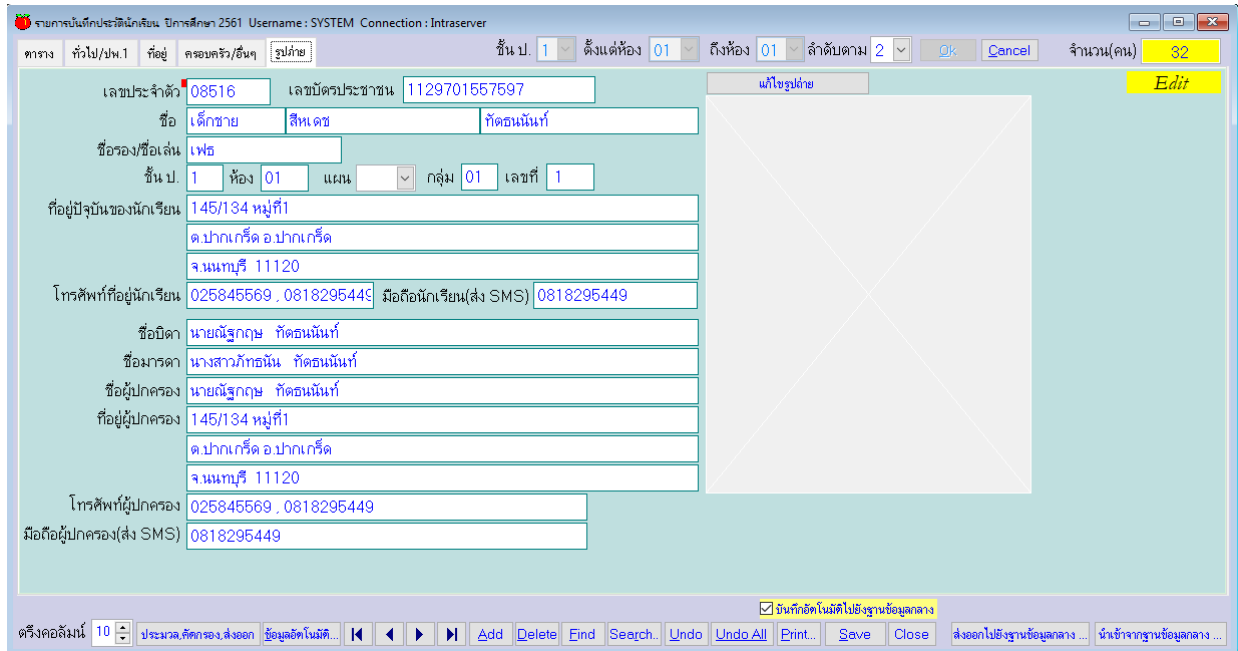 รายการบันทึกประวัตินักเรียน ปีการศึกษา 2561 Username : SYSTEM Connection : Intraserver
ตาราง ทั่วไป/ปพ.1 ที่อยู่ ครอบครัว/อื่นๆ รูปถ่าย ชั้น ป. 1 ตั้งแต่ห้อง 01 ถึงห้อง 01 ลำดับตาม 2 Ok Cancel จำนวน(คน) 32
เลขประจำตัว 08516 เลขบัตรประชาชน 1129701557597 แก้ไขรูปถ่าย Edit
ชื่อ เด็กชาย สีหเดช ทัตธนนันท์
ชื่อรอง/ชื่อเล่น เฟธ
ชั้น ป. 1 ห้อง 01 แผน กลุ่ม 01 เลขที่ 1
ที่อยู่ปัจุบันของนักเรียน 145/134 หมู่ที่1
ต.ปากเกร็ด อ.ปากเกร็ด
จ.นนทบุรี 11120
โทรศัพท์ที่อยู่นักเรียน 025845569 , 0818295449 มือถือนักเรียน(ส่ง SMS) 0818295449
ชื่อบิดา นายณัฐกฤษ ทัตธนนันท์
ชื่อมารดา นางสาวภัทธนัน ทัตธนนันท์
ชื่อผู้ปกครอง นายณัฐกฤษ ทัตธนนันท์
ที่อยู่ผู้ปกครอง 145/134 หมู่ที่1
ต.ปากเกร็ด อ.ปากเกร็ด
จ.นนทบุรี 11120
โทรศัพท์ผู้ปกครอง 025845569 , 0818295449
มือถือผู้ปกครอง(ส่ง SMS) 0818295449
บันทึกอัตโนมัติไปยังฐานข้อมูลกลาง
ตรึงคอลัมน์ 10 ประมวล,คัดกรอง,ส่งออก ข้อมูลอัตโนมัติ... Add Delete Find Search.. Undo Undo All Print... Save Close ส่งออกไปยังฐานข้อมูลกลาง ... นำเข้าจากฐานข้อมูลกลาง ...